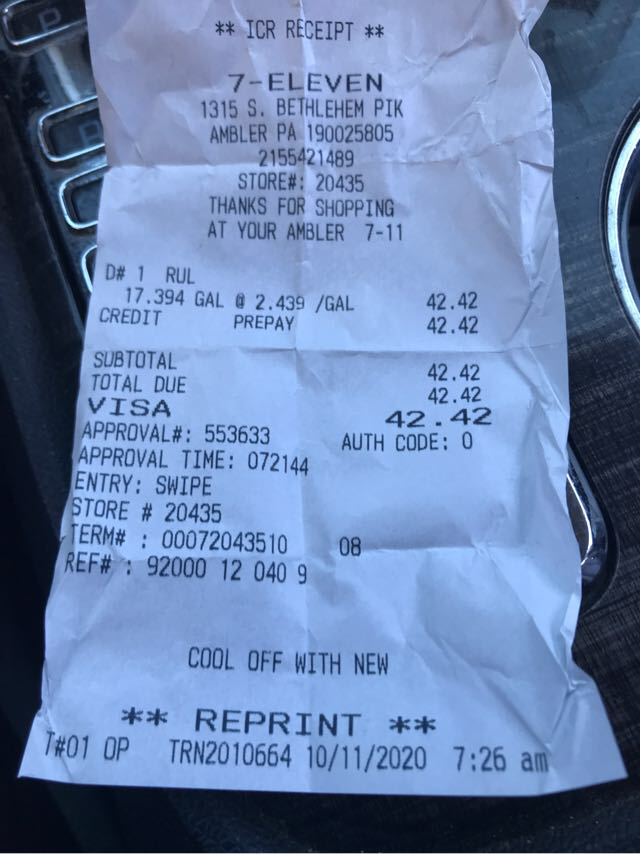 ** ICR RECEIPT **
7-ELEVEN
1315 S. BETHLEHEM PIK
AMBLER PA 190025805
2155421489
STORE#: 20435
THANKS FOR SHOPPING
AT YOUR AMBLER 7-11
D# 1 RUL
17.394 GAL @ 2.439 /GAL 42.42
CREDIT PREPAY 42.42
SUBTOTAL 42.42
TOTAL DUE 42.42
VISA 42.42
APPROVAL#: 553633 AUTH CODE: 0
APPROVAL TIME: 072144
ENTRY: SWIPE
STORE # 20435
TERM# : 00072043510 08
REF# : 92000 12 040 9
COOL OFF WITH NEW
** REPRINT **
T#01 OP TRN2010664 10/11/2020 7:26 am
P